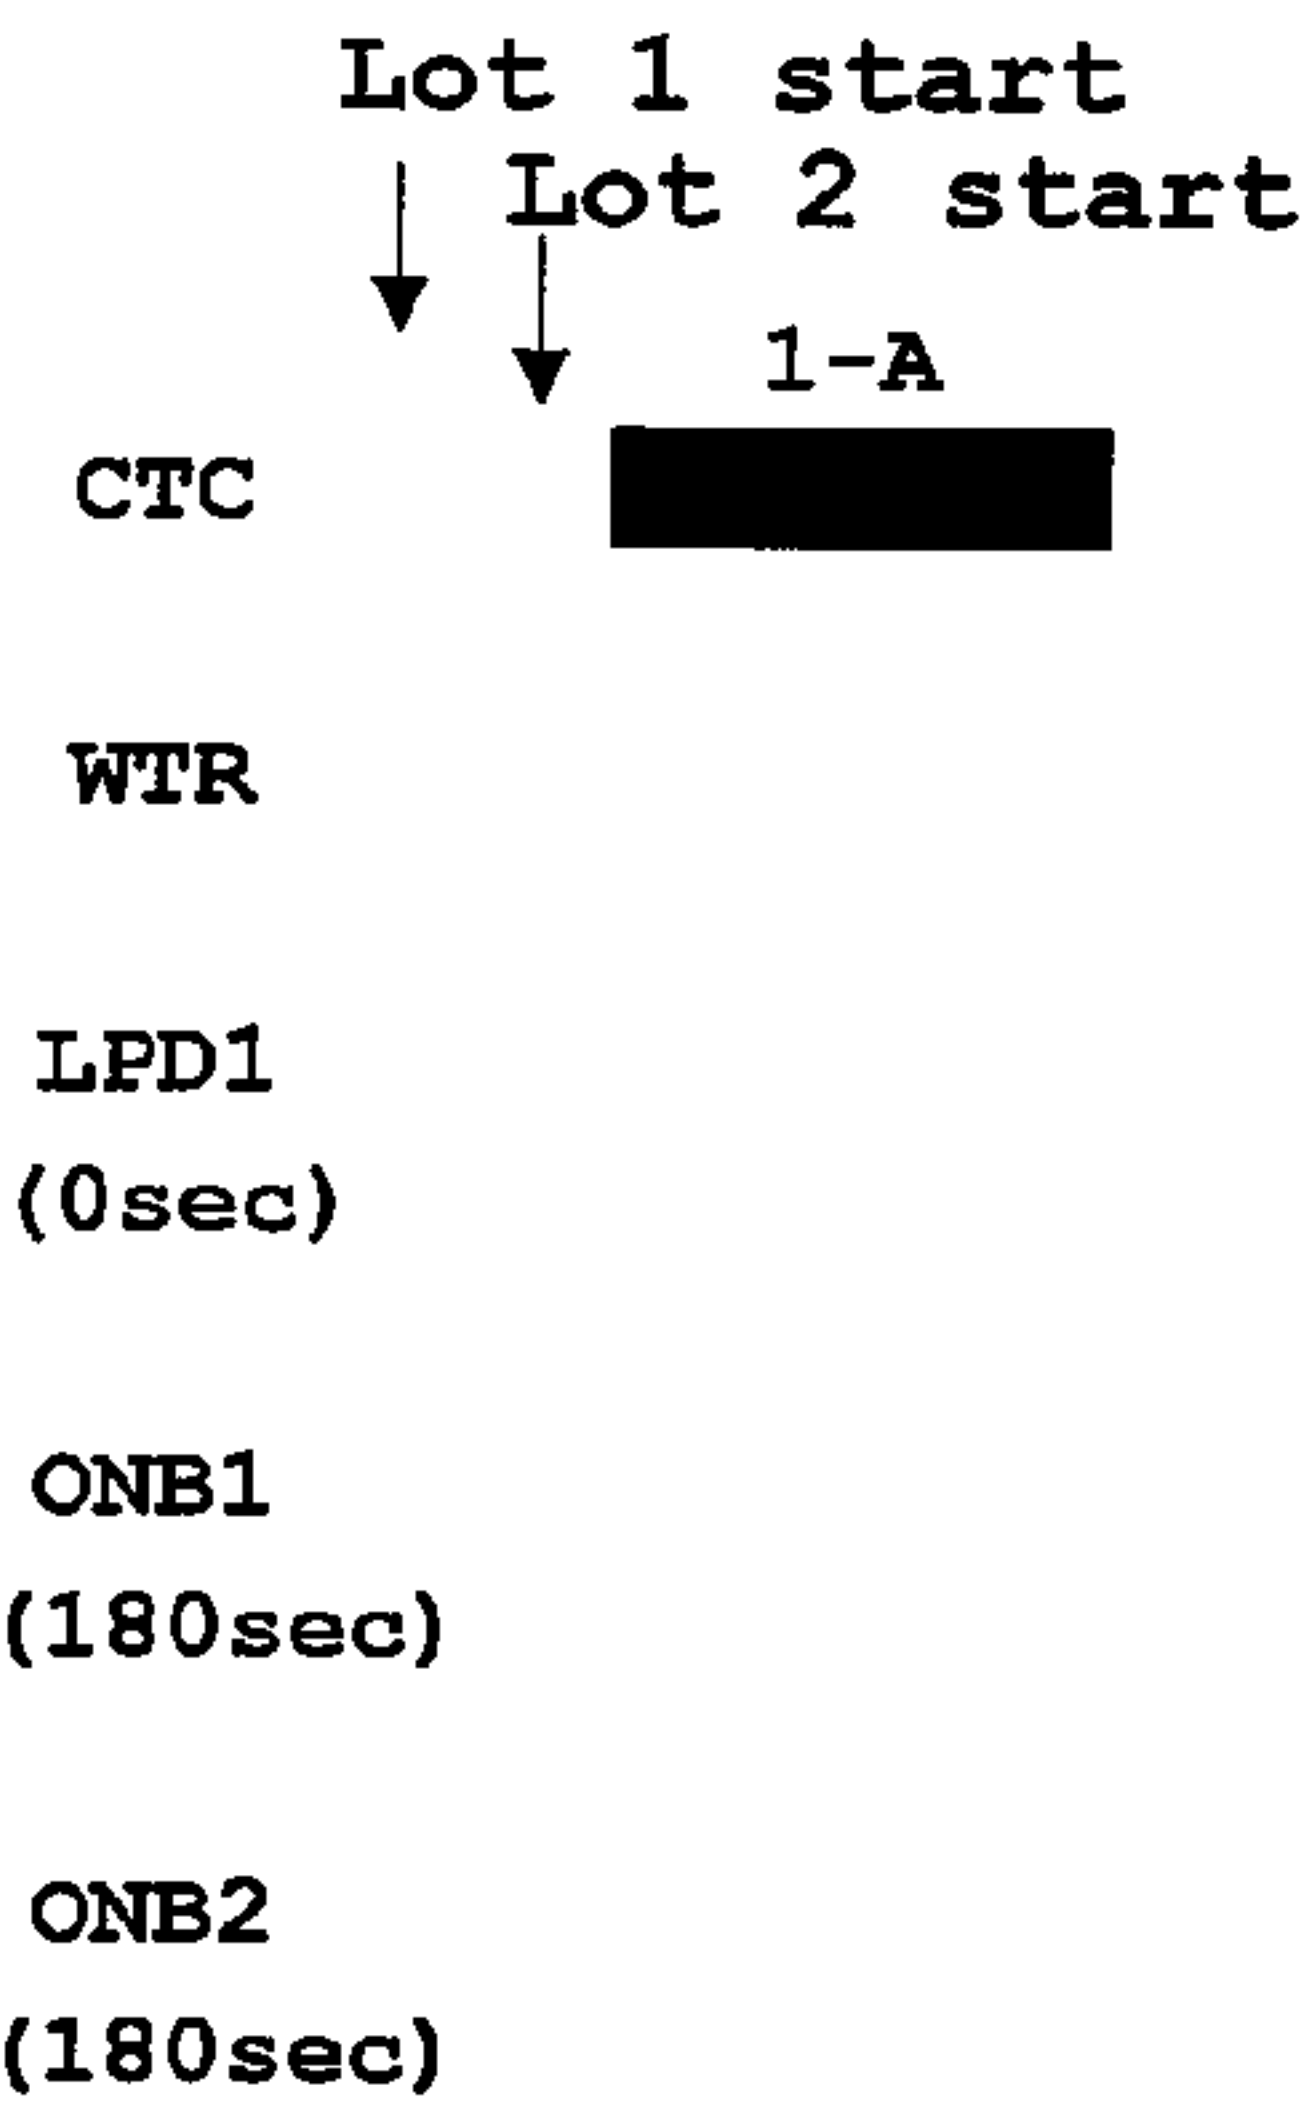 Lot 1 start
Lot 2 start
1-A
CTC
WTR
LPD1
(0sec)
ONB1
(180sec)
ONB2
(180sec)